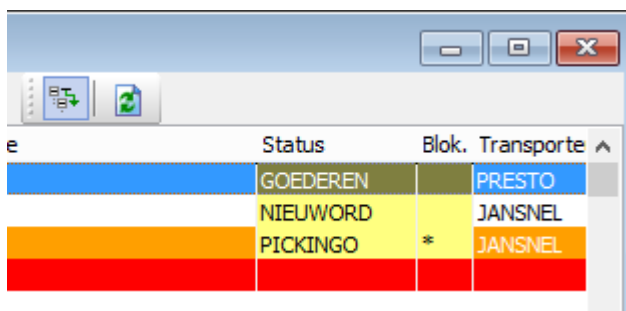 e Status Blok. Transporte
GOEDEREN PRESTO
NIEUWORD JANSNEL
PICKINGO * JANSNEL